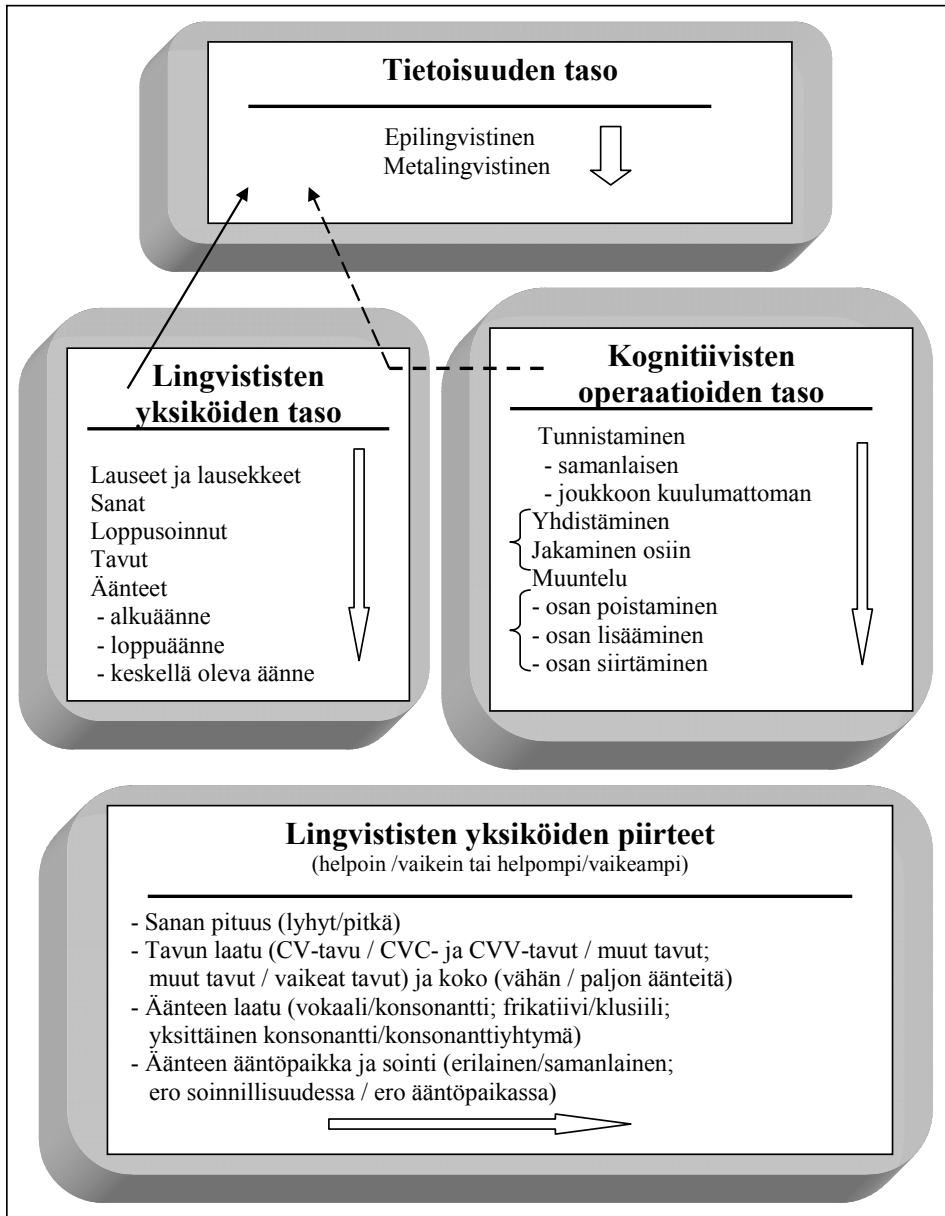 Tietoisuuden taso
Epilingvistinen
Metalingvistinen
Lingvististen
yksiköiden taso
Lauseet ja lausekkeet
Sanat
Loppusoinnut
Tavut
Äänteet
- alkuäänne
- loppuäänne
- keskellä oleva äänne
Kognitiivisten
operaatioiden taso
Tunnistaminen
- samanlaisen
- joukkoon kuulumattoman
Yhdistäminen
Jakaminen osiin
Muuntelu
- osan poistaminen
- osan lisääminen
- osan siirtäminen
Lingvististen yksiköiden piirteet
(helpoin /vaikein tai helpompi/vaikeampi)
- Sanan pituus (lyhyt/pitkä)
- Tavun laatu (CV-tavu / CVC- ja CVV-tavut / muut tavut;
muut tavut / vaikeat tavut) ja koko (vähän / paljon äänteitä)
- Äänteen laatu (vokaali/konsonantti; frikatiivi/klusiili;
yksittäinen konsonantti/konsonanttiyhtymä)
- Äänteen ääntöpaikka ja sointi (erilainen/samanlainen;
ero soinnillisuudessa / ero ääntöpaikassa)